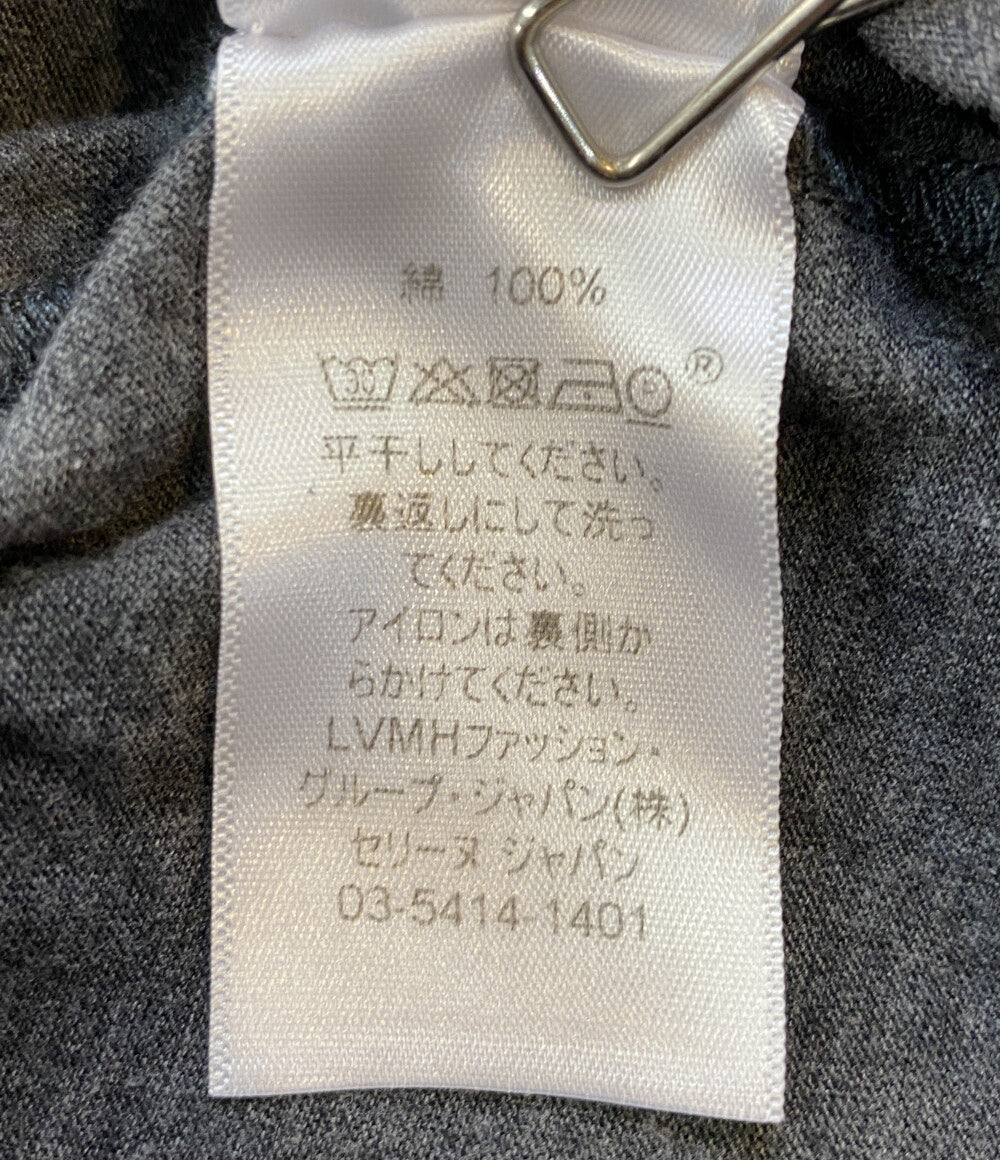 綿 100%
30 ®
平干ししてください。
裏返しにして洗っ
てください。
アイロンは裏側か
らかけてください。
LVMHファッション・
グループ・ジャパン(株)
セリーヌ ジャパン
03-5414-1401